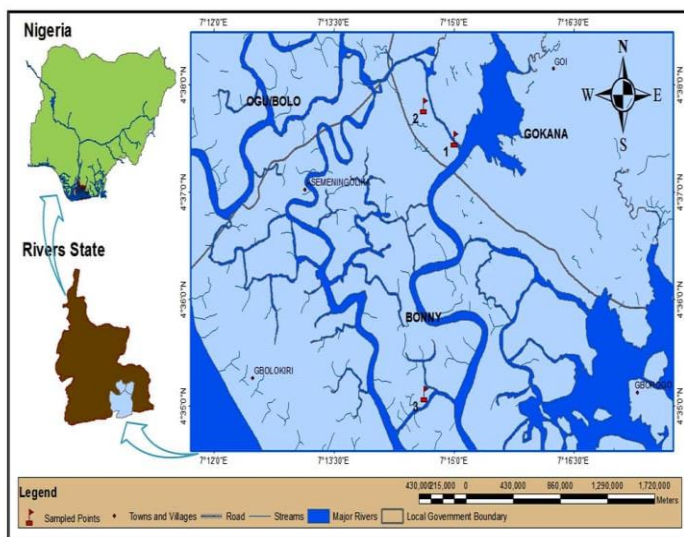 Nigeria
Rivers State
7°12'0"E 7°13'30"E 7°15'0"E 7°16'30"E
4°38'0"N
4°37'0"N
4°36'0"N
4°35'0"N
N
W E
S
GOI
OGU/BOLO
2
1
GOKANA
BONNY
GBOLOKIRI
3
4°38'0"N
4°37'0"N
4°36'0"N
4°35'0"N
7°12'0"E 7°13'30"E 7°15'0"E 7°16'30"E
Legend
430,000 215,000 0 430,000 860,000 1,290,000 1,720,000
Meters
Sampled Points Towns and Villages Road Streams Major Rivers Local Government Boundary